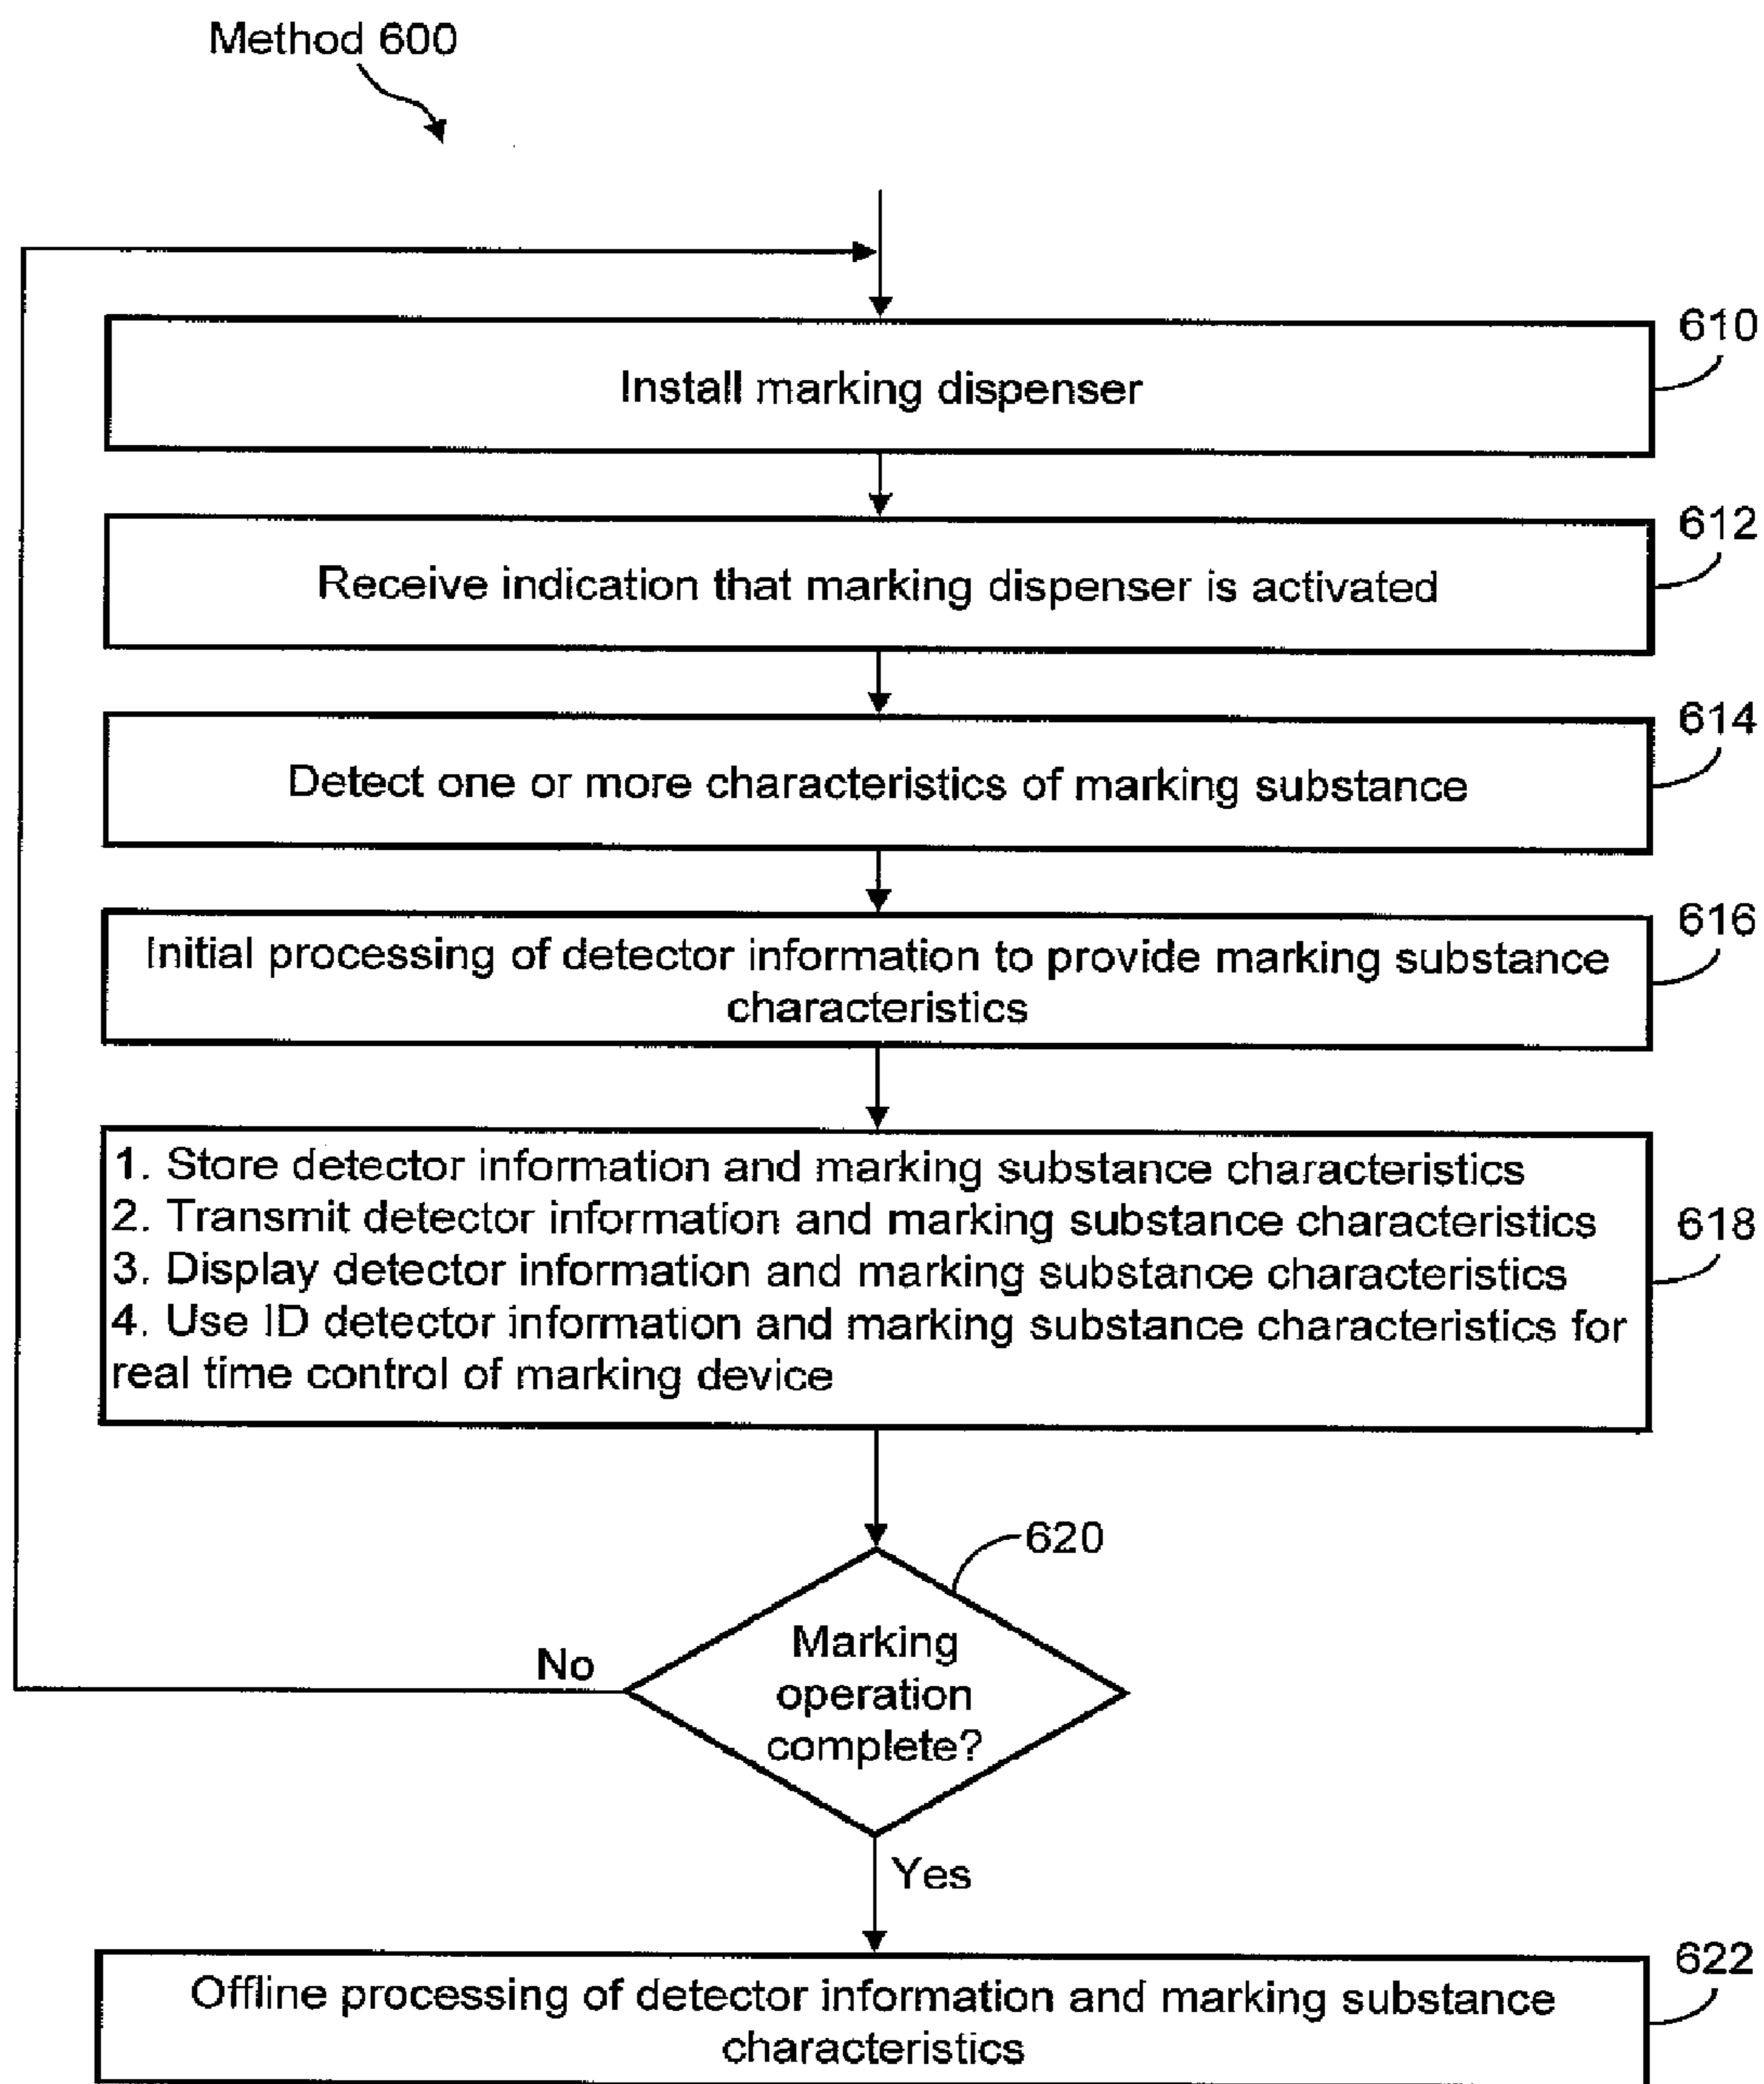 Method 600
610
Install marking dispenser
612
Receive indication that marking dispenser is activated
614
Detect one or more characteristics of marking substance
616
Initial processing of detector information to provide marking substance
characteristics
1. Store detector information and marking substance characteristics
2. Transmit detector information and marking substance characteristics
3. Display detector information and marking substance characteristics
4. Use ID detector information and marking substance characteristics for
real time control of marking device
618
620
Marking
operation
complete?
No
Yes
622
Offline processing of detector information and marking substance
characteristics